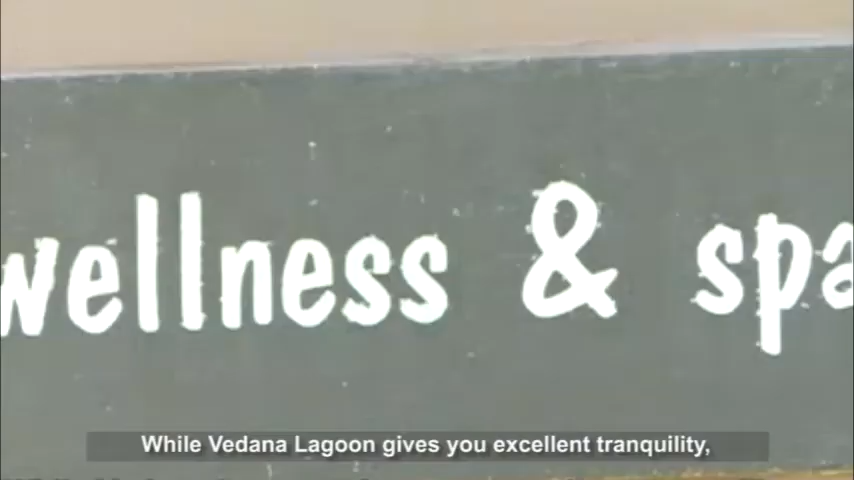 wellness & spa
While Vedana Lagoon gives you excellent tranquility,